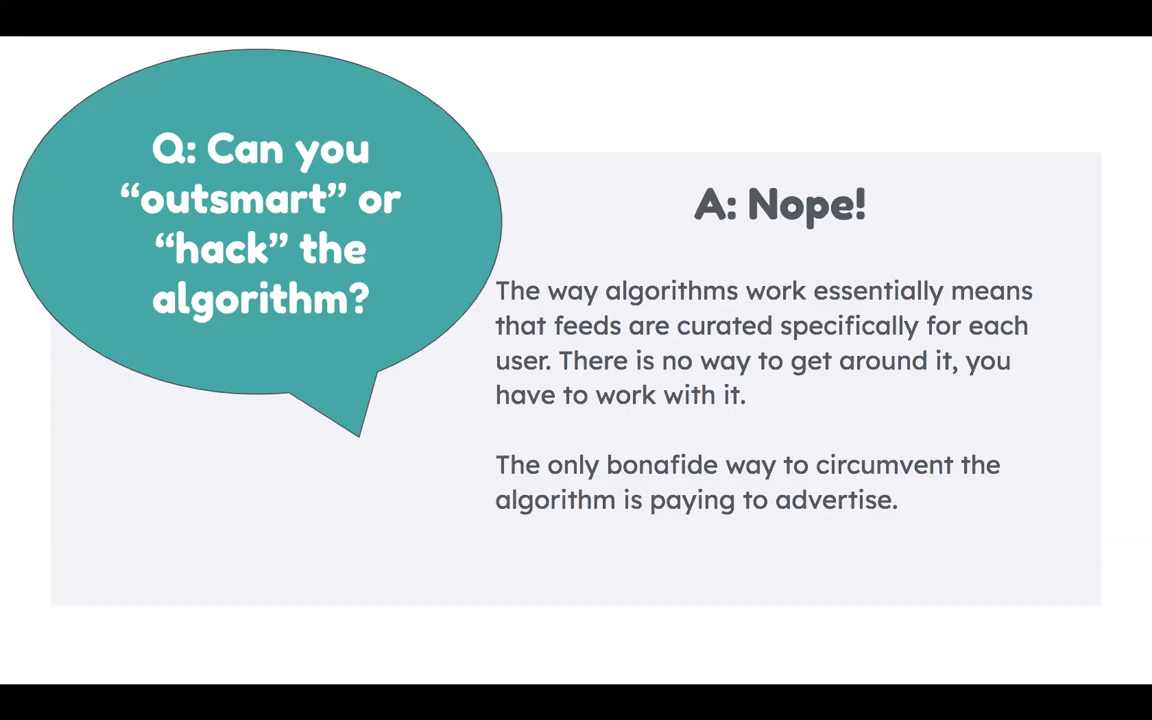 Q: Can you
“outsmart” or
“hack” the
algorithm?
A: Nope!
The way algorithms work essentially means
that feeds are curated specifically for each
user. There is no way to get around it, you
have to work with it.
The only bonafide way to circumvent the
algorithm is paying to advertise.